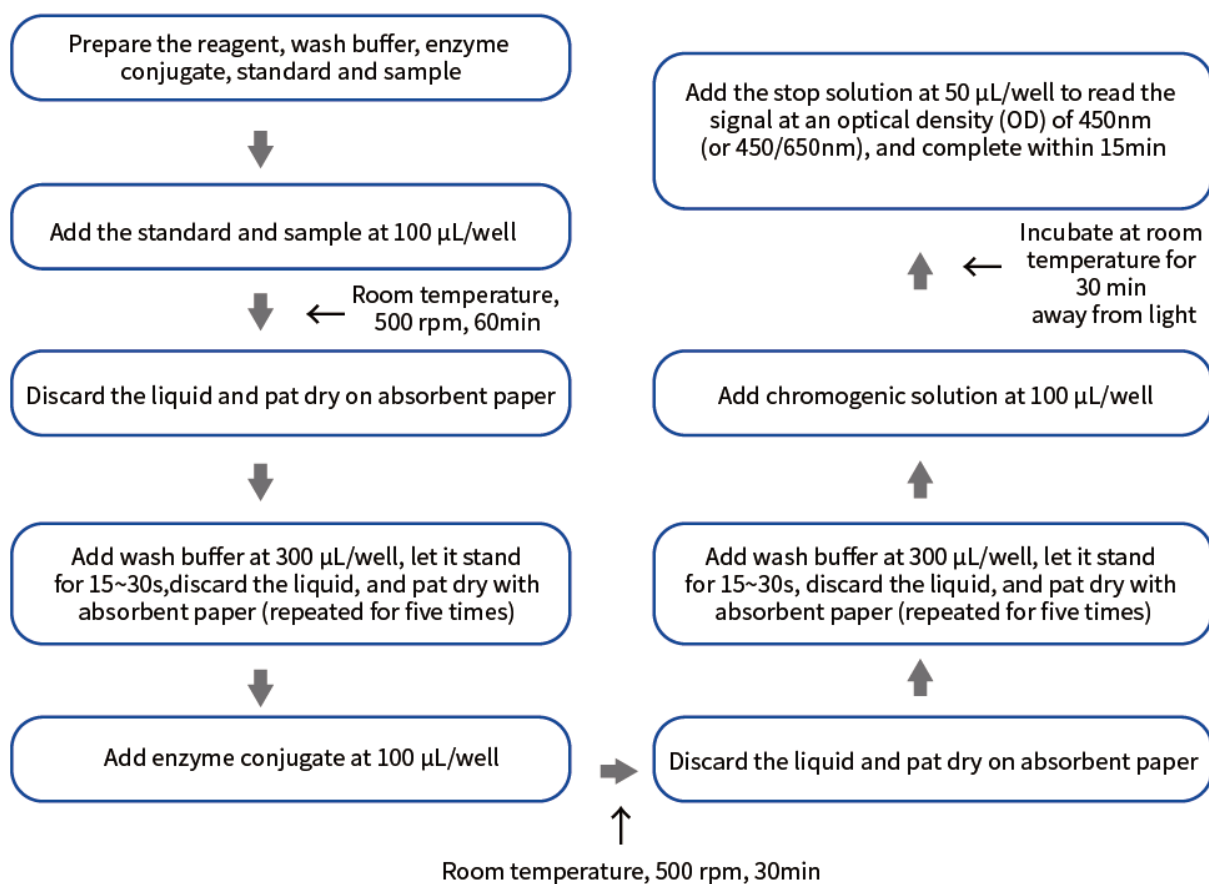 Prepare the reagent, wash buffer, enzyme
conjugate, standard and sample
Add the standard and sample at 100 µL/well
Room temperature,
500 rpm, 60min
Discard the liquid and pat dry on absorbent paper
Add wash buffer at 300 µL/well, let it stand
for 15~30s,discard the liquid, and pat dry with
absorbent paper (repeated for five times)
Add enzyme conjugate at 100 µL/well
Room temperature, 500 rpm, 30min
Discard the liquid and pat dry on absorbent paper
Add wash buffer at 300 µL/well, let it stand
for 15~30s, discard the liquid, and pat dry with
absorbent paper (repeated for five times)
Add chromogenic solution at 100 µL/well
Incubate at room
temperature for
30 min
away from light
Add the stop solution at 50 µL/well to read the
signal at an optical density (OD) of 450nm
(or 450/650nm), and complete within 15min